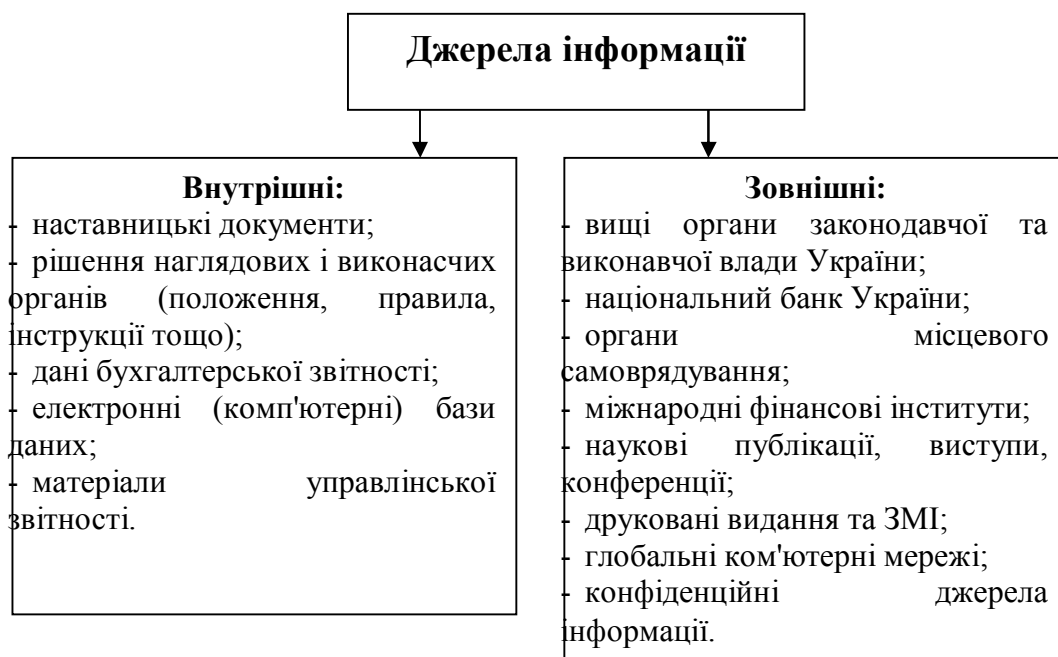 Джерела інформації
Внутрішні:
- наставницькі документи;
- рішення наглядових і виконасчих
органів (положення, правила,
інструкції тощо);
- дані бухгалтерської звітності;
- електронні (комп'ютерні) бази
даних;
- матеріали управлінської
звітності.
Зовнішні:
- вищі органи законодавчої та
виконавчої влади України;
- національний банк України;
- органи місцевого
самоврядування;
- міжнародні фінансові інститути;
- наукові публікації, виступи,
конференції;
- друковані видання та ЗМІ;
- глобальні ком'ютерні мережі;
- конфіденційні джерела
інформації.